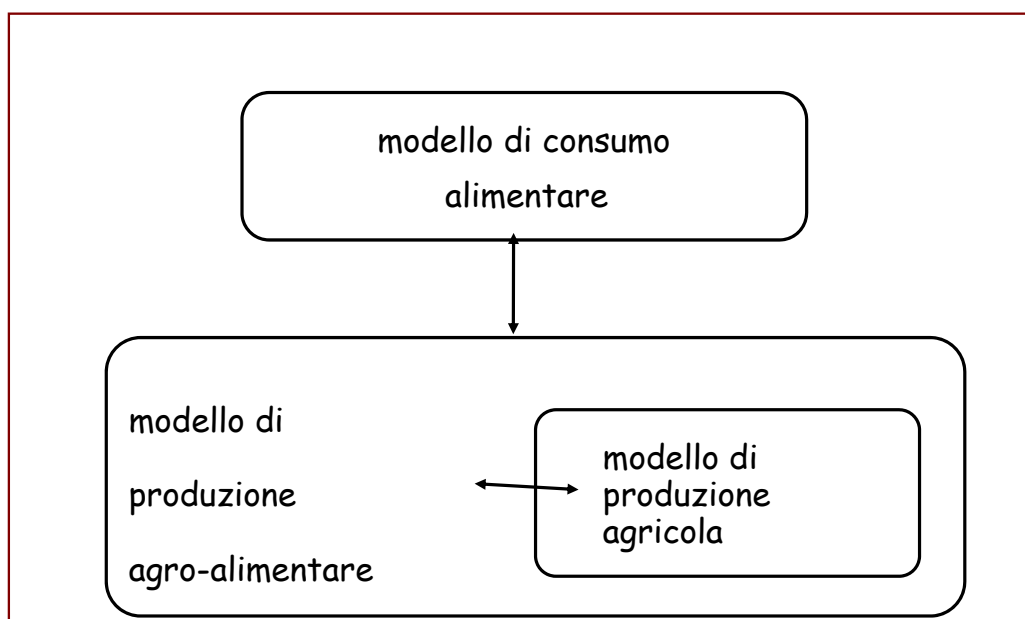 modello di consumo
alimentare
modello di
produzione
agro-alimentare
modello di
produzione
agricola